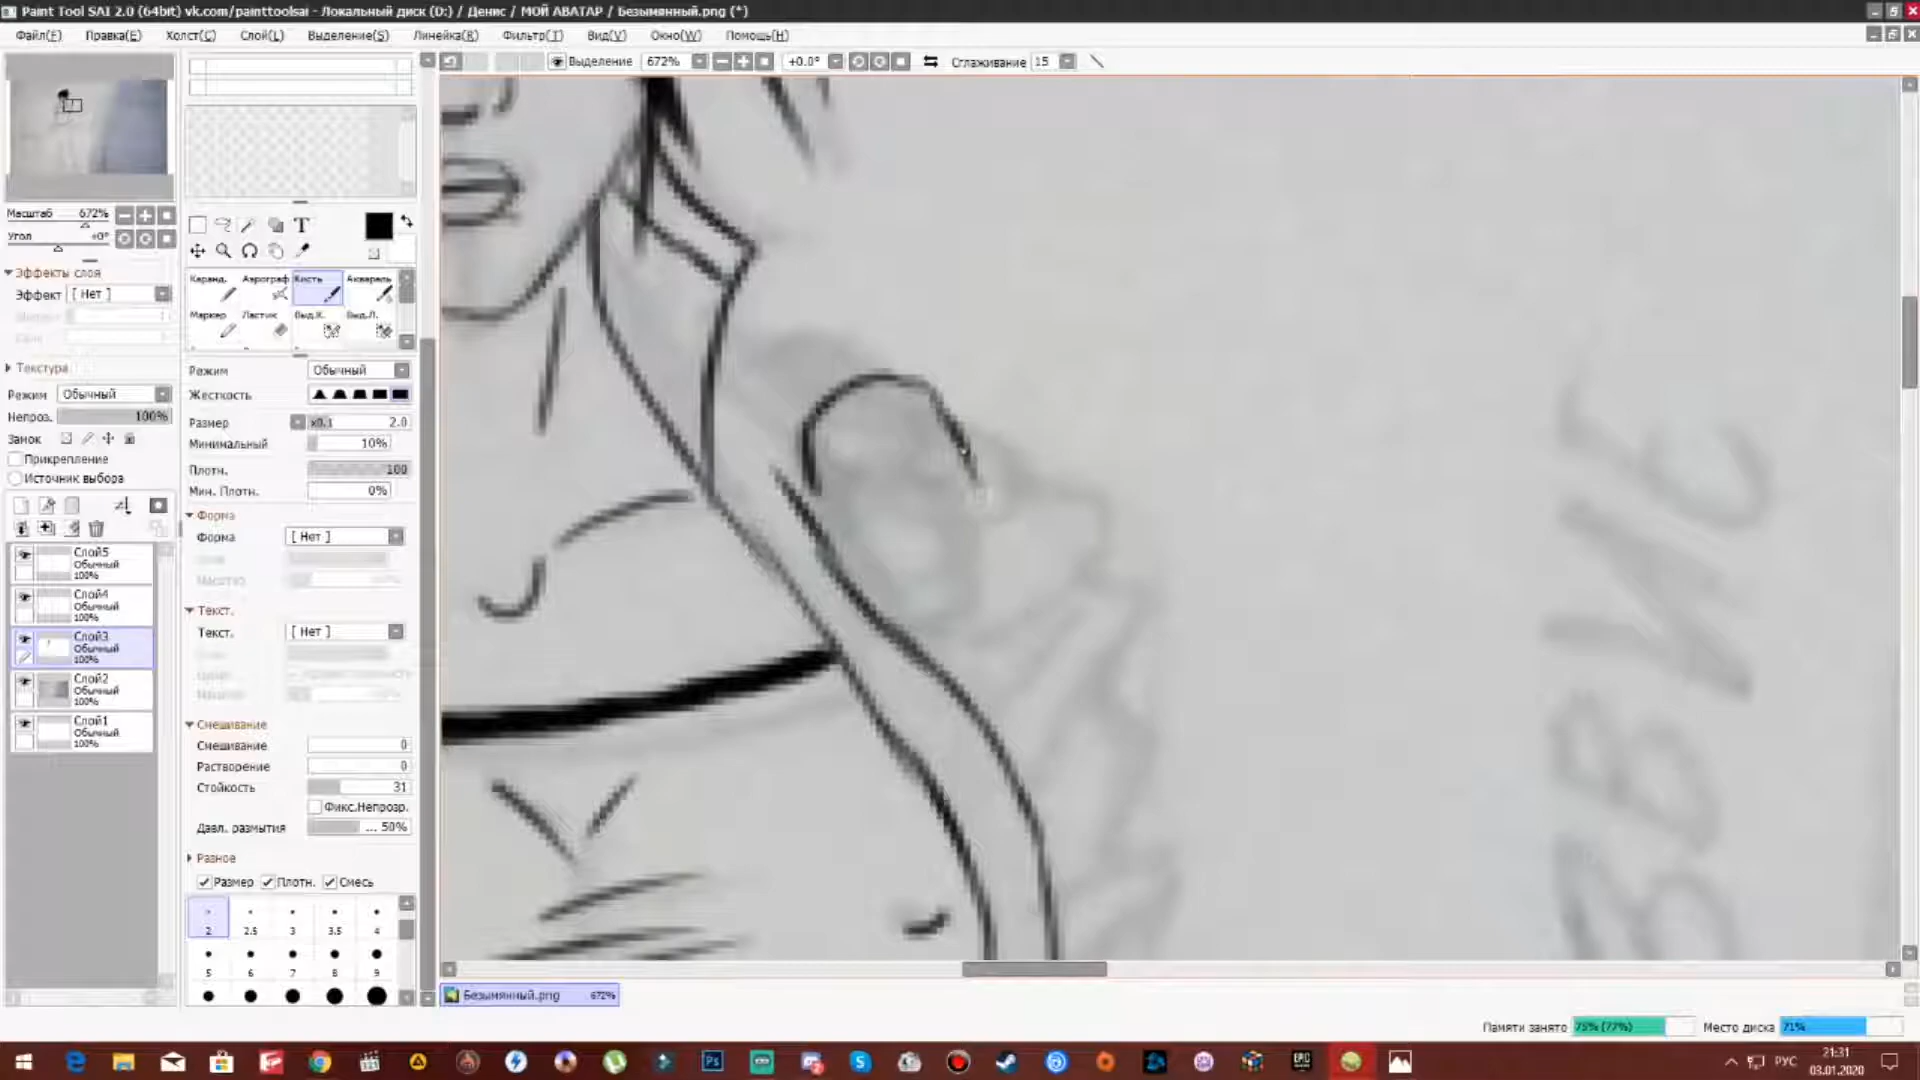 Paint Tool SAI 2.0 (64bit) vk.com/painttoolsai - Локальный диск (D:) / Денис / МОЙ АВАТАР / Безымянный.png (*)
Файл(F) Правка(E) Холст(C) Слой(L) Выделение(S) Линейка(R) Фильтр(T) Вид(V) Окно(W) Помощь(H)
Выделение 672% +0.0° Сглаживание 15
Масштаб 672%
Угол +0°
Эффекты слоя
Эффект [ Нет ]
Текстура
Режим Обычный
Непроз. 100%
Замок
Прикрепление
Источник выбора
Слой5
Обычный
100%
Слой4
Обычный
100%
Слой3
Обычный
100%
Слой2
Обычный
100%
Слой1
Обычный
100%
T
Каранд. Аэрограф Кисть Акварель
Маркер Ластик Выд.К. Выд.Л.
Режим Обычный
Жесткость
Размер x0.1 2.0
Минимальный 10%
Плотн. 100
Мин. Плотн. 0%
Форма
Форма [ Нет ]
Текст.
Текст. [ Нет ]
Смешивание
Смешивание 0
Растворение 0
Стойкость 31
Фикс.Непрозр.
Давл. размытия ... 50%
Разное
Размер Плотн. Смесь
2 2.5 3 3.5 4
5 6 7 8 9
Безымянный.png 672%
Памяти занято 75% (77%) Место диска 71%
Ps
S
EPIC
РУС
21:31
03.01.2020